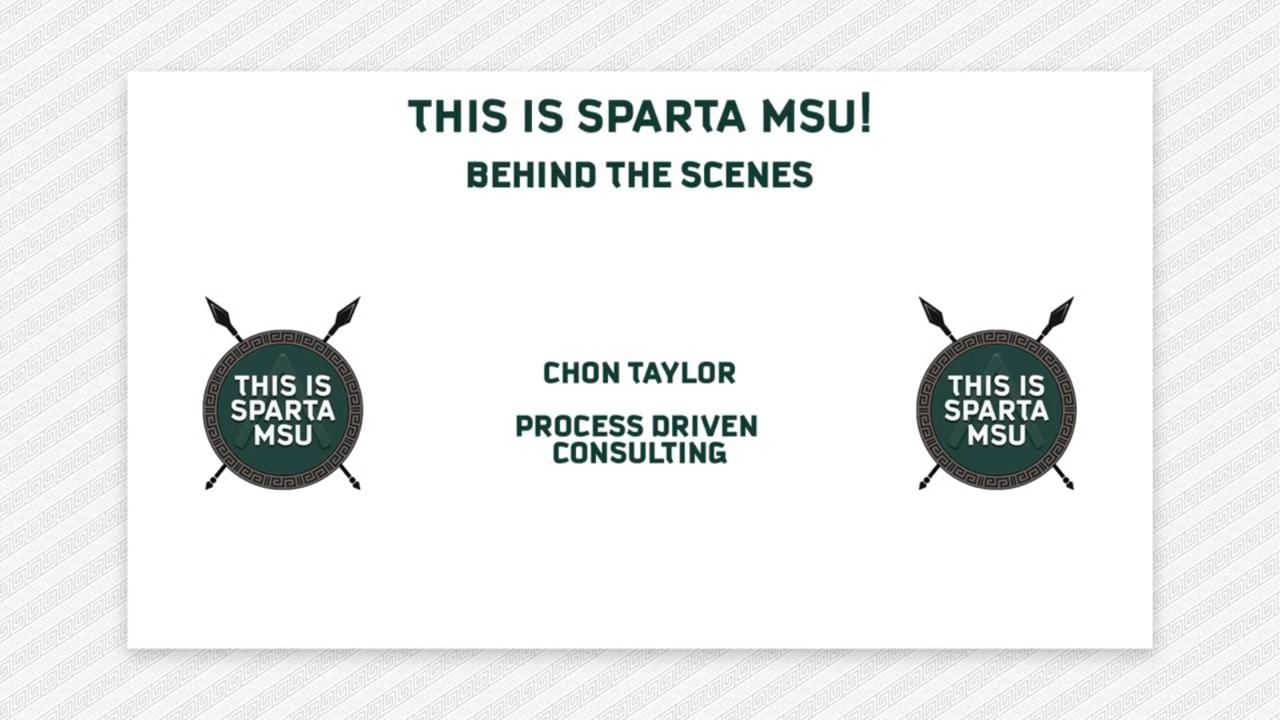 THIS IS SPARTA MSU!
BEHIND THE SCENES
THIS IS
SPARTA
MSU
CHON TAYLOR
PROCESS DRIVEN
CONSULTING
THIS IS
SPARTA
MSU